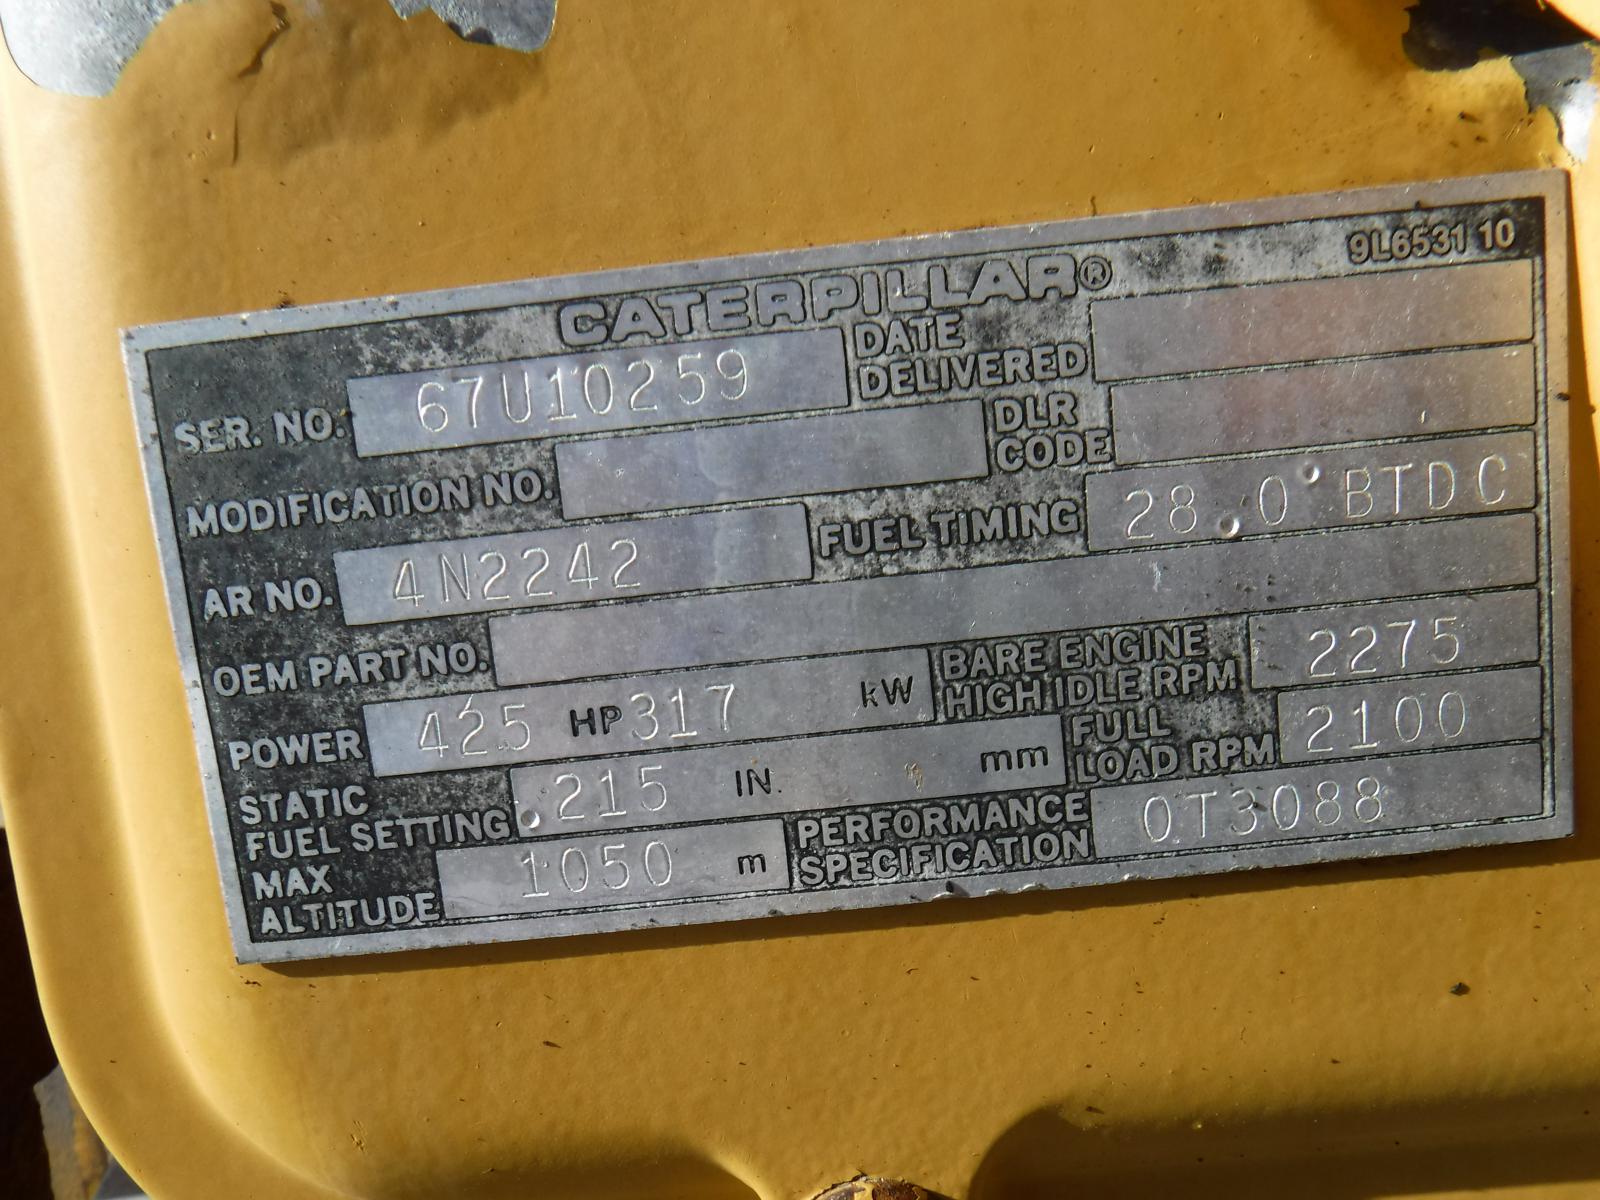 9L6531 10
CATERPILLAR®
SER. NO. 67U10259
DATE
DELIVERED
MODIFICATION NO.
DLR
CODE
AR NO. 4N2242
FUEL TIMING 28.0° BTDC
OEM PART NO.
POWER 425 HP 317 kW
BARE ENGINE
HIGH IDLE RPM 2275
STATIC
FUEL SETTING .215 IN. mm
FULL
LOAD RPM 2100
MAX
ALTITUDE 1050 m
PERFORMANCE
SPECIFICATION 0T3088